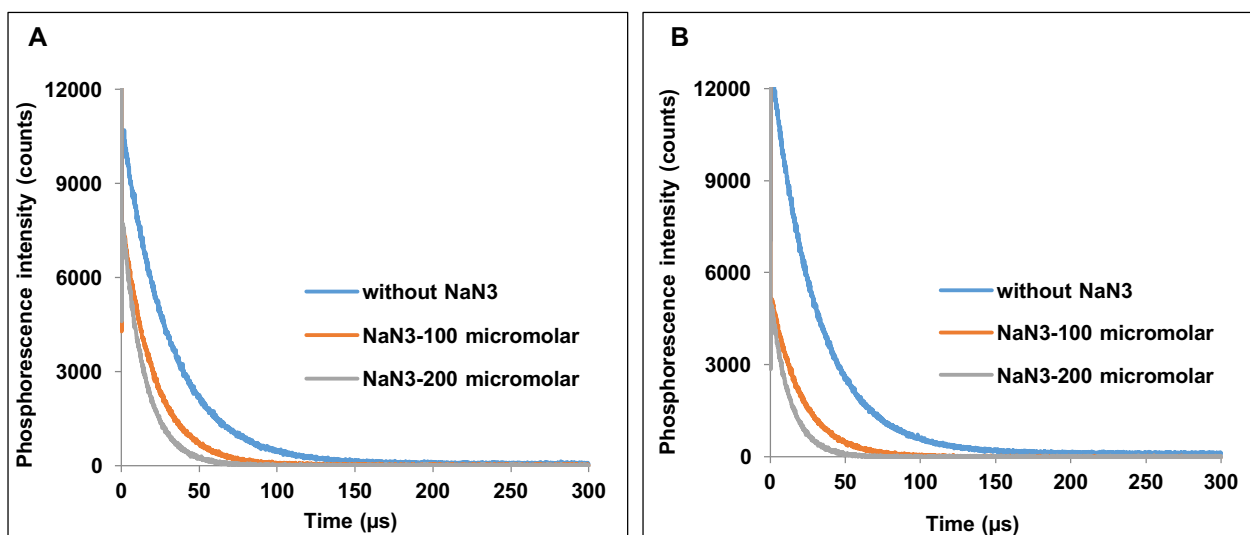 A
Phosphorescence intensity (counts)
12000
9000
6000
3000
0
without NaN3
NaN3-100 micromolar
NaN3-200 micromolar
0 50 100 150 200 250 300
Time (µs)
B
Phosphorescence intensity (counts)
12000
9000
6000
3000
0
without NaN3
NaN3-100 micromolar
NaN3-200 micromolar
0 50 100 150 200 250 300
Time (µs)